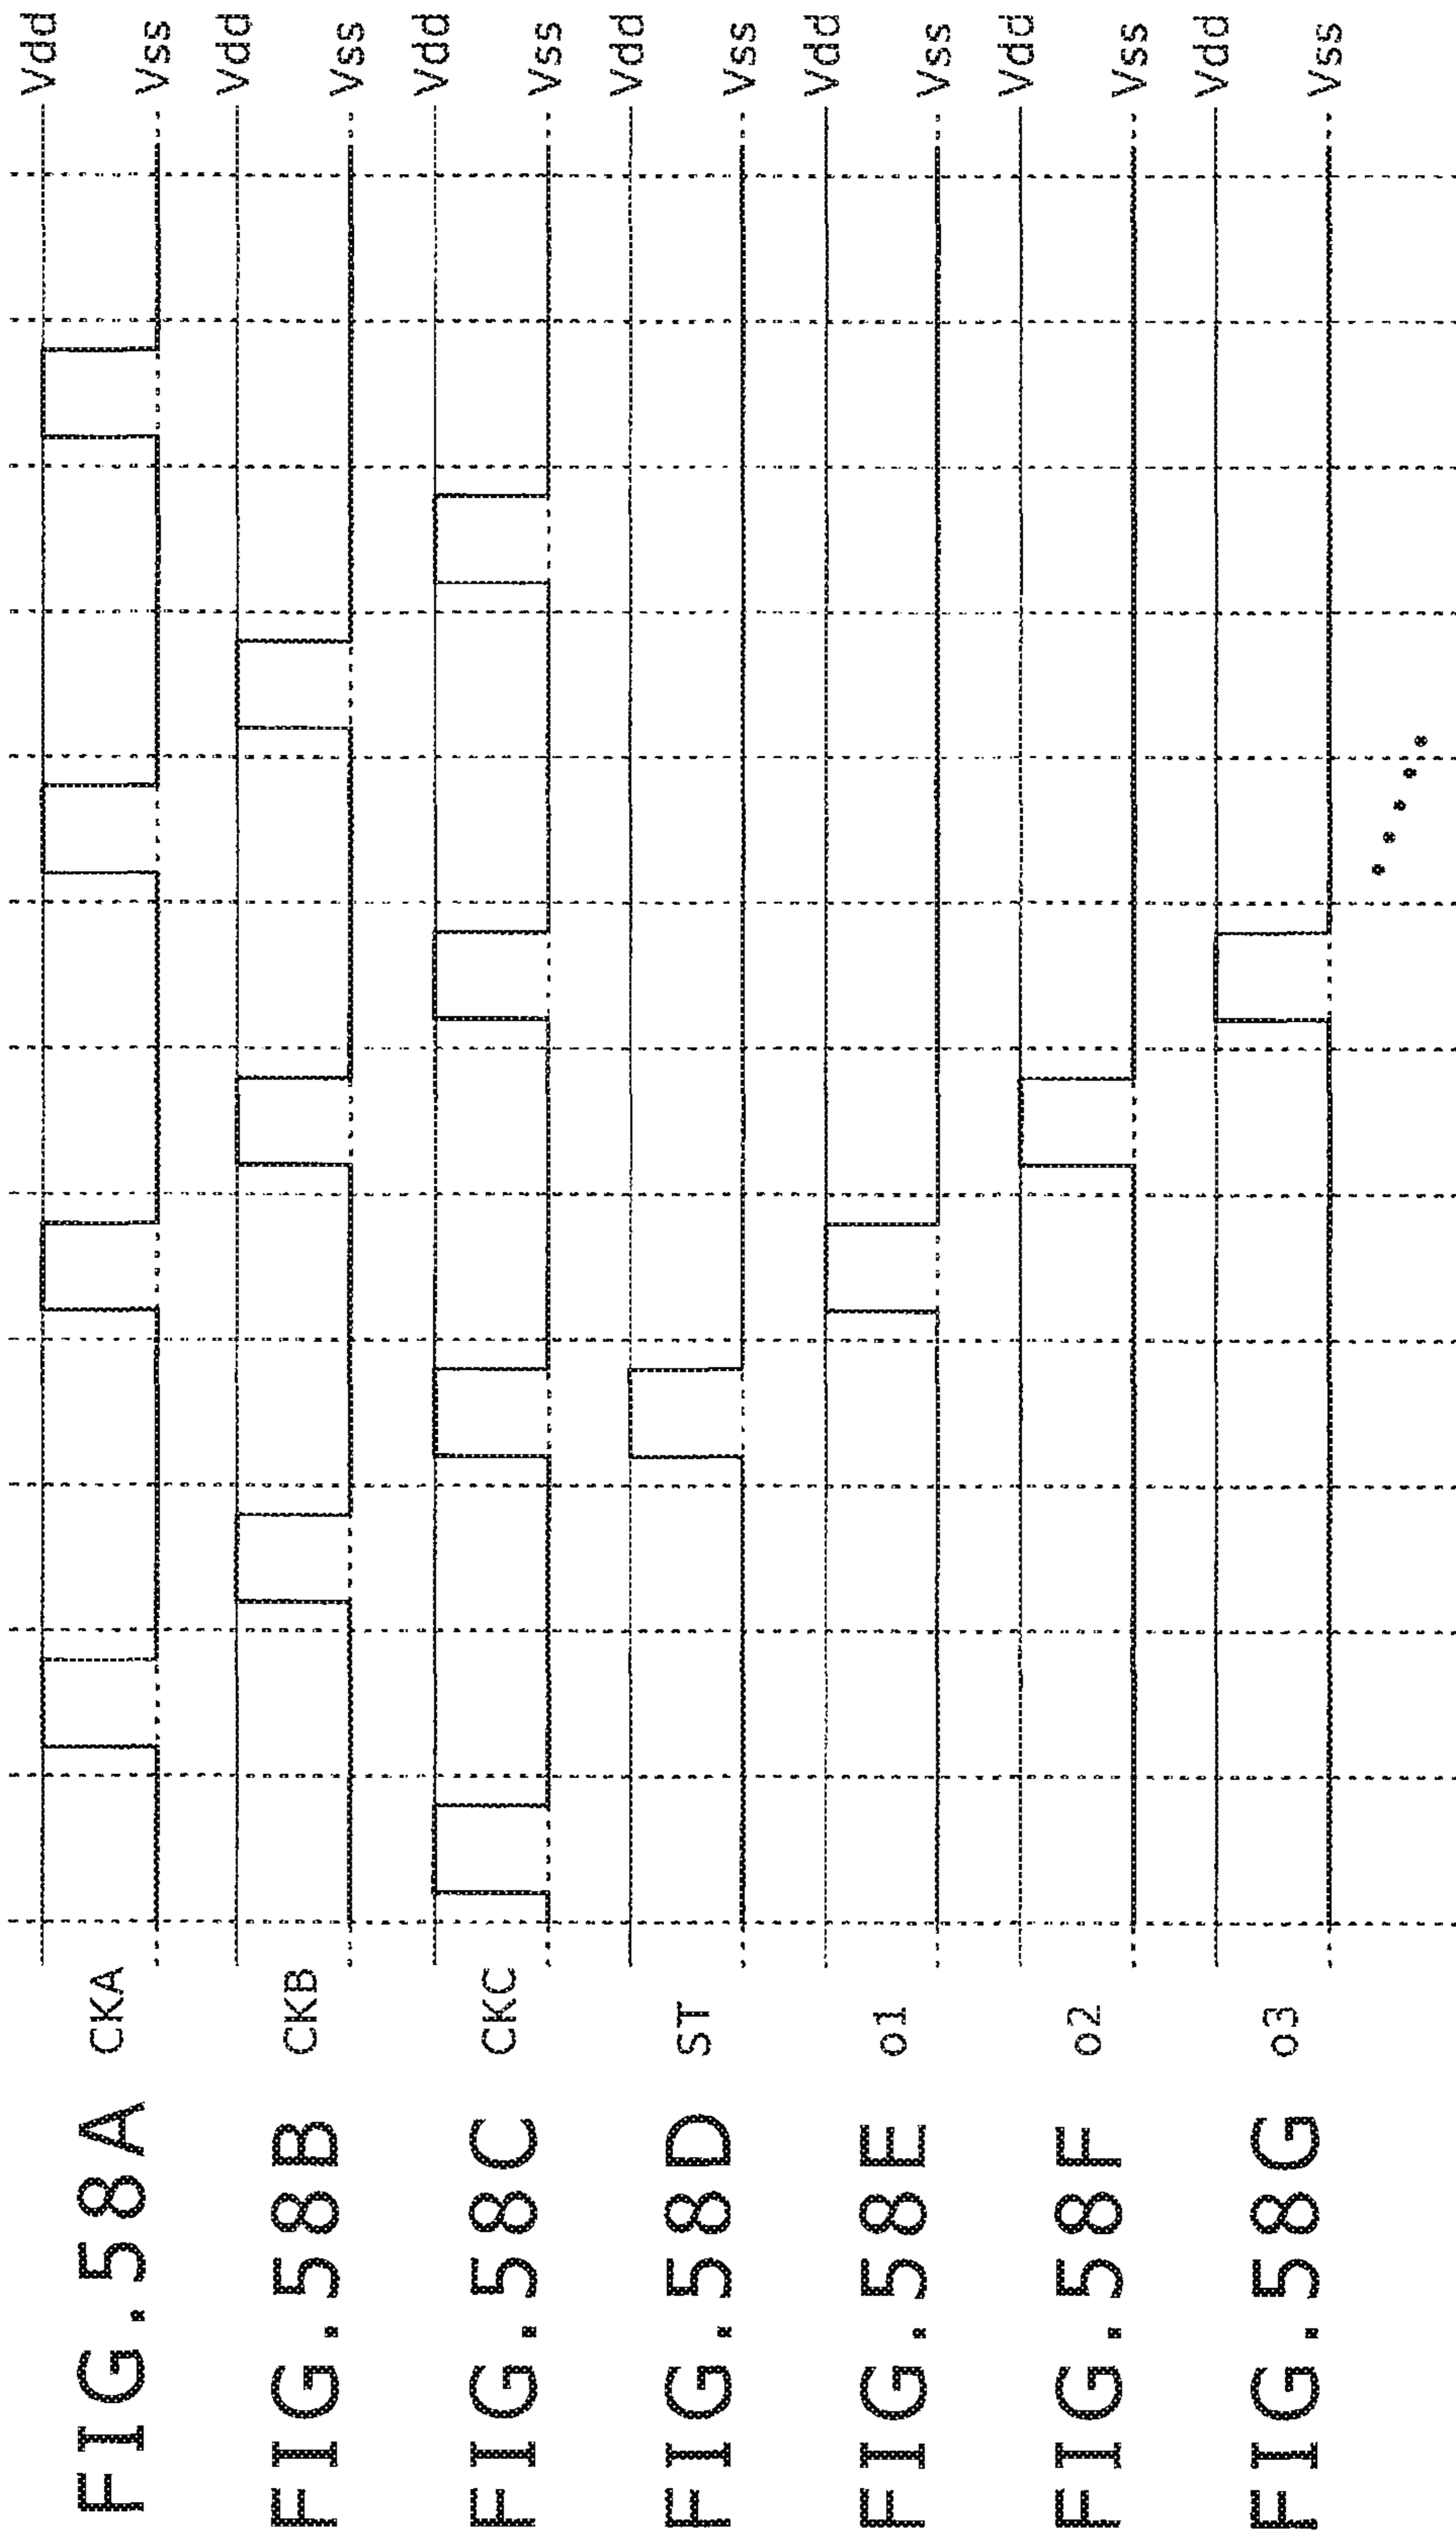 FIG.58A CKA Vdd
Vss
FIG.58B CKB Vdd
Vss
FIG.58C CKC Vdd
Vss
FIG.58D ST Vdd
Vss
FIG.58E o1 Vdd
Vss
FIG.58F o2 Vdd
Vss
FIG.58G o3 Vdd
Vss